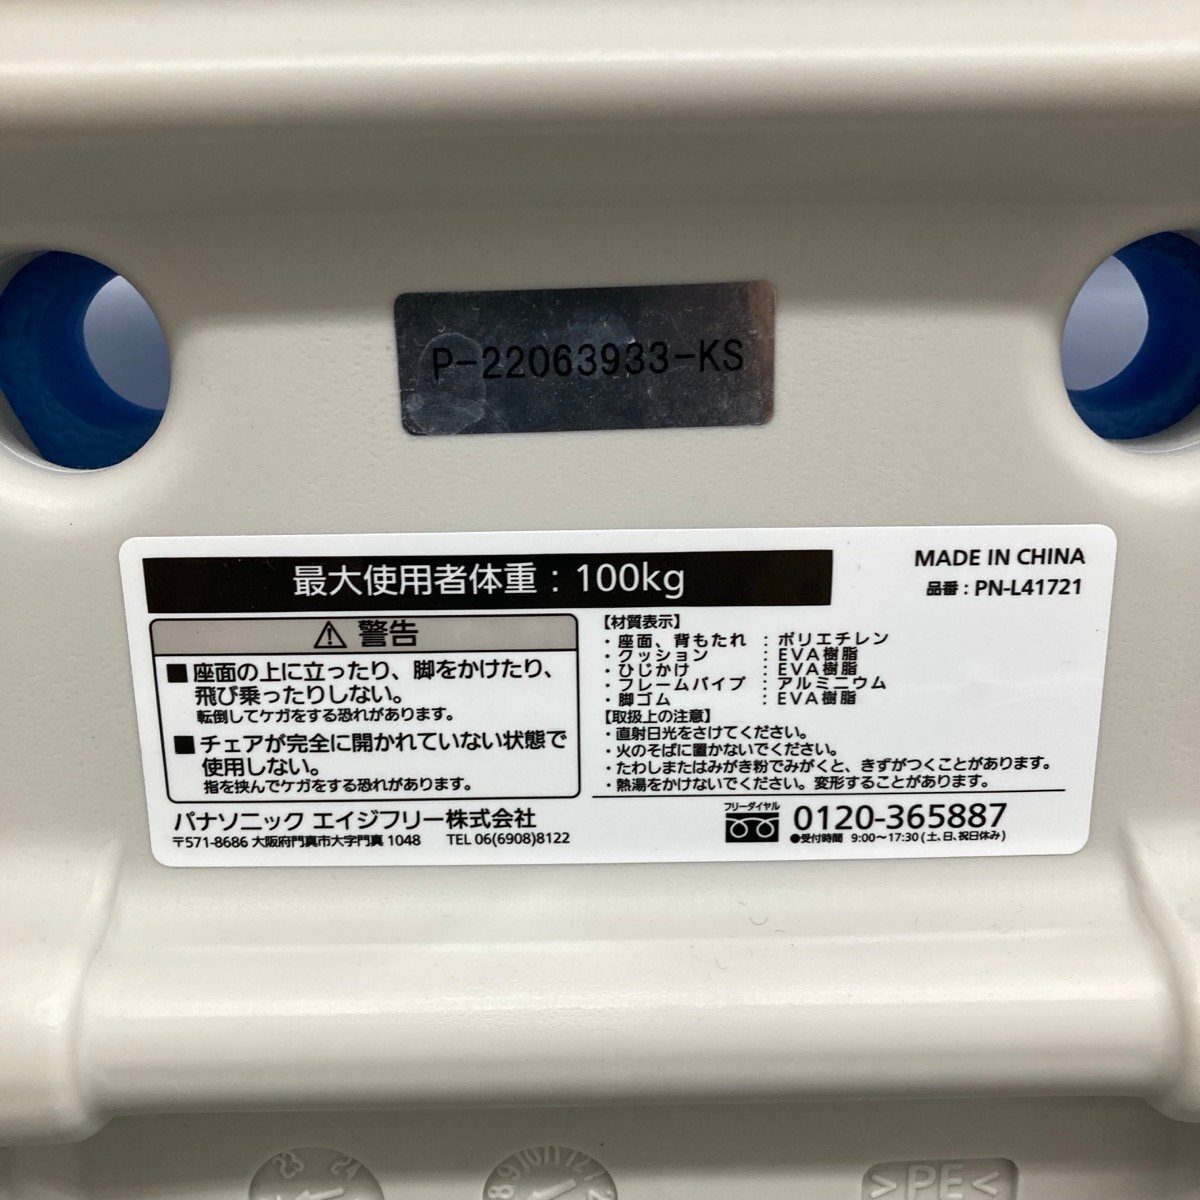 P-22063933-KS
最大使用者体重:100kg
MADE IN CHINA
品番:PN-L41721
警告
■座面の上に立ったり、脚をかけたり、
飛び乗ったりしない。
転倒してケガをする恐れがあります。
■チェアが完全に開かれていない状態で
使用しない。
指を挟んでケガをする恐れがあります。
【材質表示】
・座面、背もたれ:ポリエチレン
・クッション:EVA樹脂
・ひじかけ:EVA樹脂
・フレームパイプ:アルミニウム
・脚ゴム:EVA樹脂
【取扱上の注意】
・直射日光をさけてください。
・火のそばに置かないでください。
・たわしまたはみがき粉でみがくと、きずがつくことがあります。
・熱湯をかけないでください。変形することがあります。
パナソニック エイジフリー株式会社
〒571-8686 大阪府門真市大字門真 1048 TEL 06(6908)8122
フリーダイヤル
0120-365887
●受付時間 9:00〜17:30(土、日、祝日休み)
23 24
8 9 10 11 12
>PE<